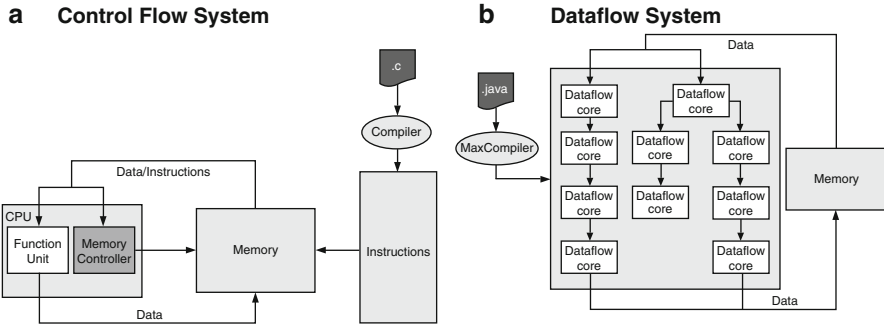 a Control Flow System
.c
Compiler
Data/Instructions
CPU
Function
Unit
Memory
Controller
Memory
Instructions
Data
b Dataflow System
Data
.java
MaxCompiler
Dataflow
core
Dataflow
core
Dataflow
core
Dataflow
core
Dataflow
core
Dataflow
core
Dataflow
core
Dataflow
core
Dataflow
core
Dataflow
core
Memory
Data